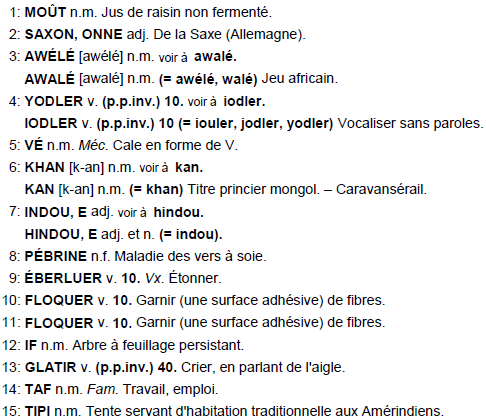 1: MOÛT n.m. Jus de raisin non fermenté.
2: SAXON, ONNE adj. De la Saxe (Allemagne).
3: AWÉLÉ [awélé] n.m. voir à awalé.
AWALÉ [awalé] n.m. (= awélé, walé) Jeu africain.
4: YODLER v. (p.p.inv.) 10. voir à iodler.
IODLER v. (p.p.inv.) 10 (= iouler, jodler, yodler) Vocaliser sans paroles.
5: VÉ n.m. Méc. Cale en forme de V.
6: KHAN [k-an] n.m. voir à kan.
KAN [k-an] n.m. (= khan) Titre princier mongol. – Caravansérail.
7: INDOU, E adj. voir à hindou.
HINDOU, E adj. et n. (= indou).
8: PÉBRINE n.f. Maladie des vers à soie.
9: ÉBERLUER v. 10. Vx. Étonner.
10: FLOQUER v. 10. Garnir (une surface adhésive) de fibres.
11: FLOQUER v. 10. Garnir (une surface adhésive) de fibres.
12: IF n.m. Arbre à feuillage persistant.
13: GLATIR v. (p.p.inv.) 40. Crier, en parlant de l'aigle.
14: TAF n.m. Fam. Travail, emploi.
15: TIPI n.m. Tente servant d'habitation traditionnelle aux Amérindiens.